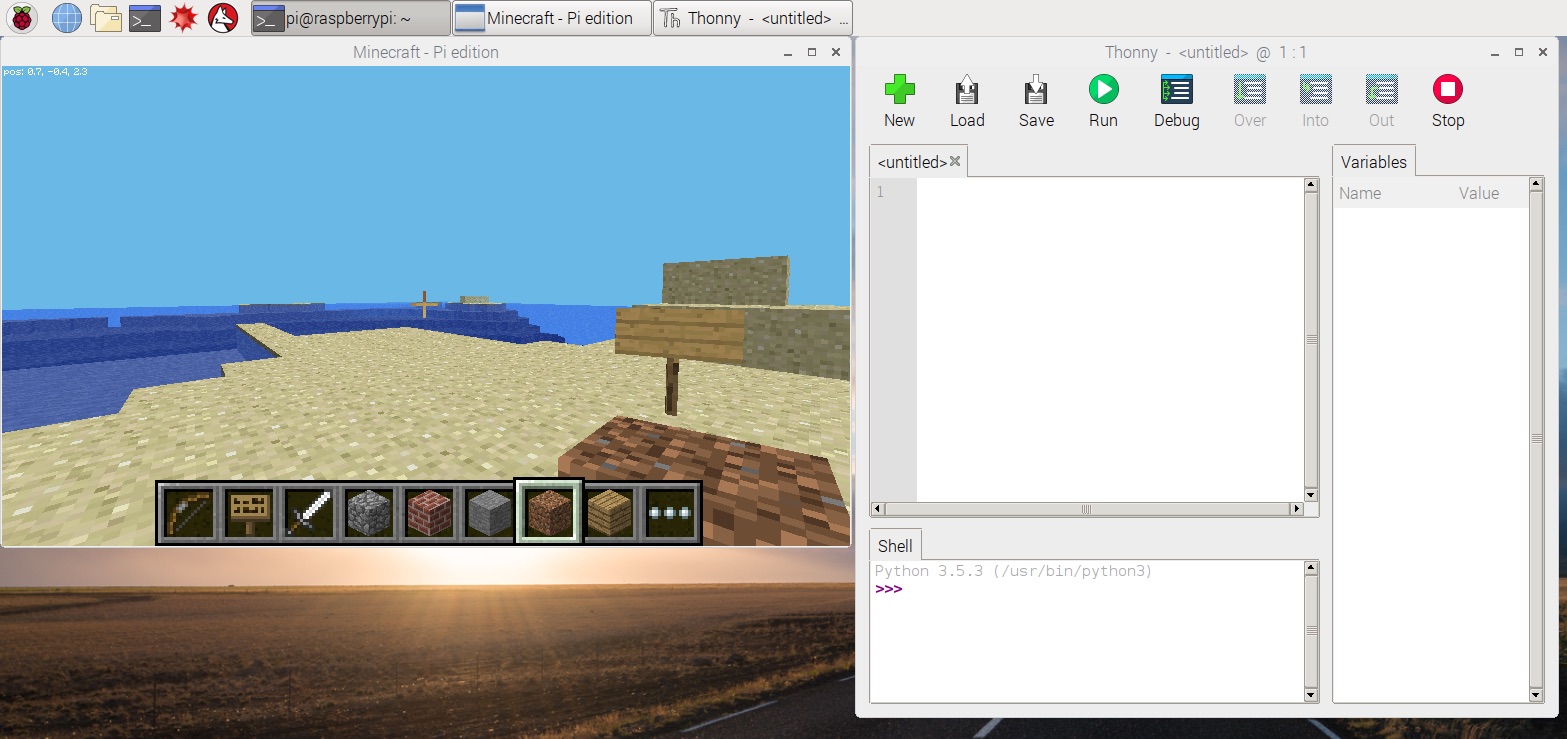 pi@raspberrypi: ~
Minecraft - Pi edition
Thonny - <untitled> ...
Minecraft - Pi edition
pos: 0.7, -0.4, 2.3
Thonny - <untitled> @ 1 : 1
New
Load
Save
Run
Debug
Over
Into
Out
Stop
<untitled>
1
Variables
Name
Value
Shell
Python 3.5.3 (/usr/bin/python3)
>>>